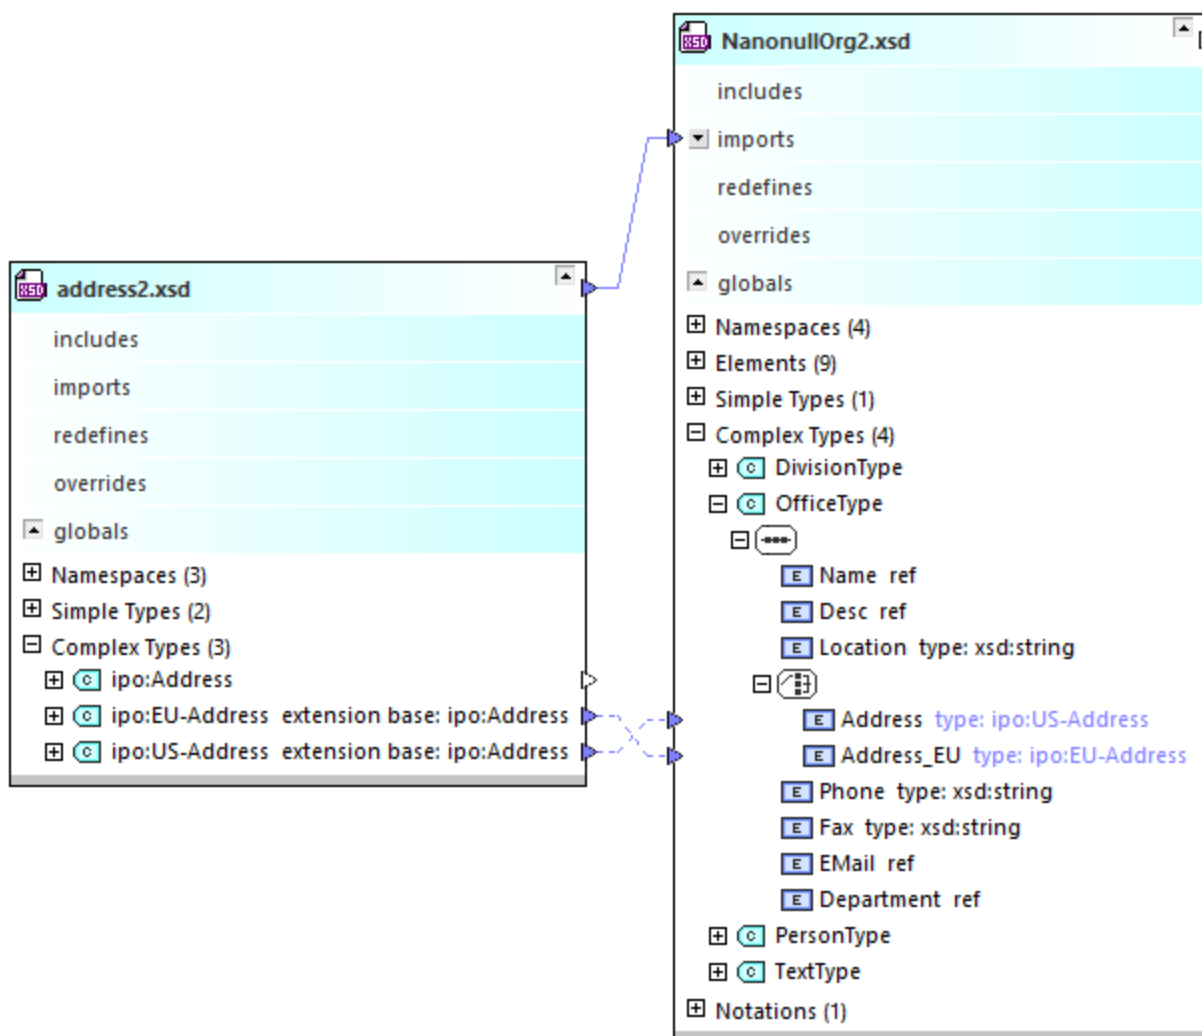 NanonullOrg2.xsd
includes
imports
redefines
overrides
globals
Namespaces (4)
Elements (9)
Simple Types (1)
Complex Types (4)
DivisionType
OfficeType
Name ref
Desc ref
Location type: xsd:string
Address type: ipo:US-Address
Address_EU type: ipo:EU-Address
Phone type: xsd:string
Fax type: xsd:string
EMail ref
Department ref
PersonType
TextType
Notations (1)
address2.xsd
includes
imports
redefines
overrides
globals
Namespaces (3)
Simple Types (2)
Complex Types (3)
ipo:Address
ipo:EU-Address extension base: ipo:Address
ipo:US-Address extension base: ipo:Address